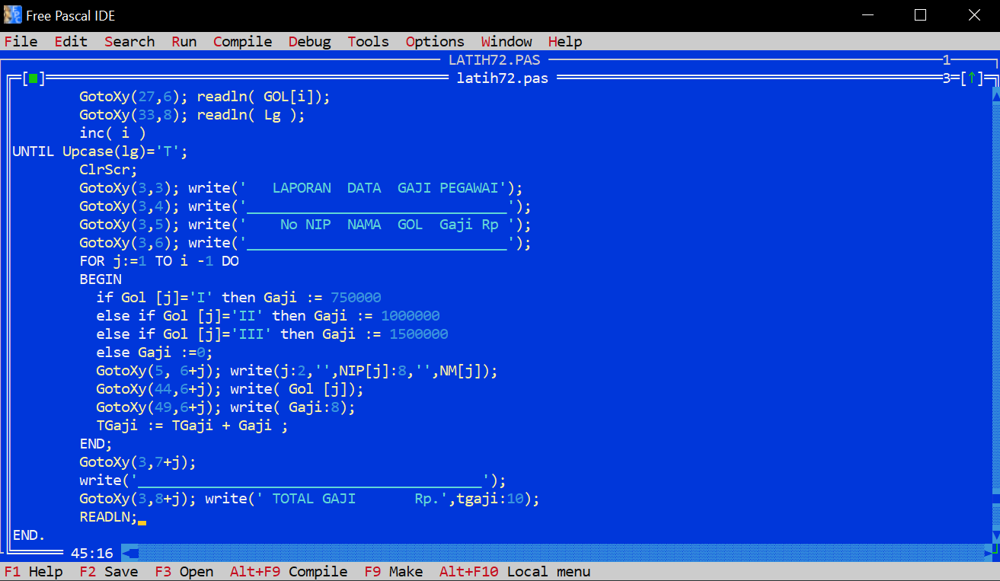 Free Pascal IDE
File Edit Search Run Compile Debug Tools Options Window Help
LATIH72.PAS 1
[■] latih72.pas 3=[↑]
GotoXy(27,6); readln( GOL[i]);
GotoXy(33,8); readln( Lg );
inc( i )
UNTIL Upcase(lg)='T';
ClrScr;
GotoXy(3,3); write('   LAPORAN  DATA  GAJI PEGAWAI');
GotoXy(3,4); write('_______________________________');
GotoXy(3,5); write('    No NIP  NAMA  GOL  Gaji Rp ');
GotoXy(3,6); write('_______________________________');
FOR j:=1 TO i -1 DO
BEGIN
if Gol [j]='I' then Gaji := 750000
else if Gol [j]='II' then Gaji := 1000000
else if Gol [j]='III' then Gaji := 1500000
else Gaji :=0;
GotoXy(5, 6+j); write(j:2,'',NIP[j]:8,'',NM[j]);
GotoXy(44,6+j); write( Gol [j]);
GotoXy(49,6+j); write( Gaji:8);
TGaji := TGaji + Gaji ;
END;
GotoXy(3,7+j);
write('_________________________________________');
GotoXy(3,8+j); write(' TOTAL GAJI       Rp.',tgaji:10);
READLN;
END.
45:16
F1 Help F2 Save F3 Open Alt+F9 Compile F9 Make Alt+F10 Local menu